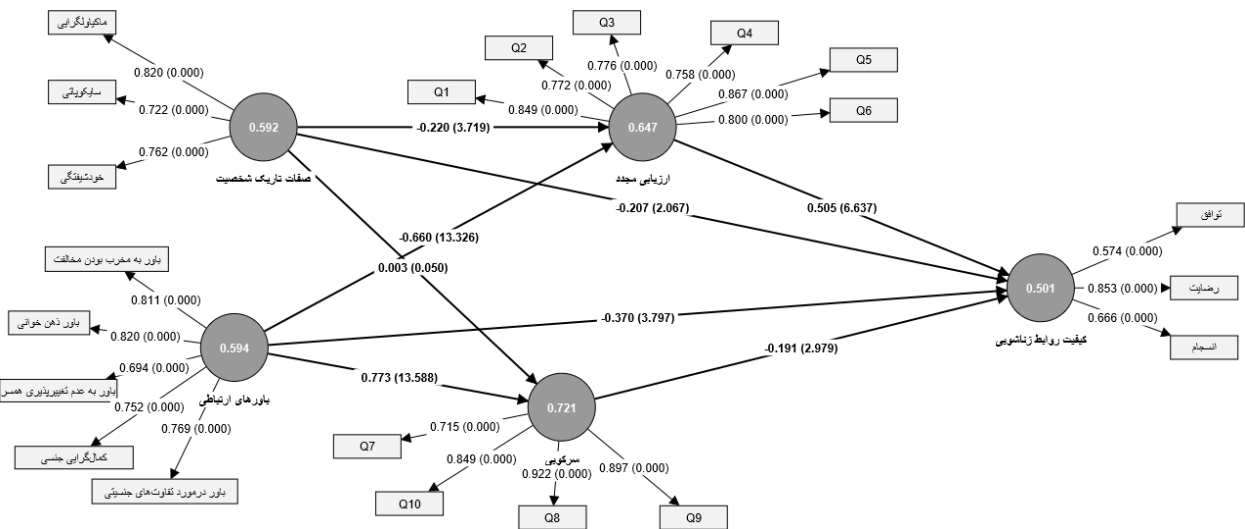 ماکیاولگرایی
سایکوپاتی
خودشیفتگی
0.820 (0.000)
0.722 (0.000)
0.762 (0.000)
0.592
صفات تاریک شخصیت
Q1
Q2
Q3
Q4
Q5
Q6
0.849 (0.000)
0.772 (0.000)
0.776 (0.000)
0.758 (0.000)
0.867 (0.000)
0.800 (0.000)
0.647
ارزیابی مجدد
-0.220 (3.719)
-0.207 (2.067)
0.505 (6.637)
-0.660 (13.326)
0.003 (0.050)
-0.370 (3.797)
0.773 (13.588)
-0.191 (2.979)
باور به مخرب بودن مخالفت
باور ذهن خوانی
باور به عدم تغییرپذیری همسر
کمال‌گرایی جنسی
باور درمورد تفاوت‌های جنسیتی
0.811 (0.000)
0.820 (0.000)
0.694 (0.000)
0.752 (0.000)
0.769 (0.000)
0.594
باورهای ارتباطی
0.721
سرکوبی
Q7
Q10
Q8
Q9
0.715 (0.000)
0.849 (0.000)
0.922 (0.000)
0.897 (0.000)
0.501
کیفیت روابط زناشویی
توافق
رضایت
انسجام
0.574 (0.000)
0.853 (0.000)
0.666 (0.000)